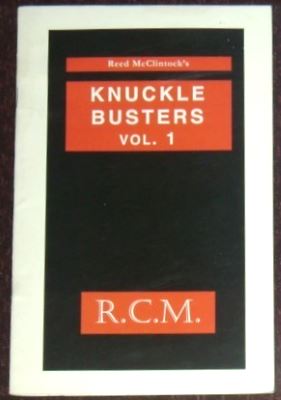 Reed McClintock's
KNUCKLE
BUSTERS
VOL. 1
R.C.M.